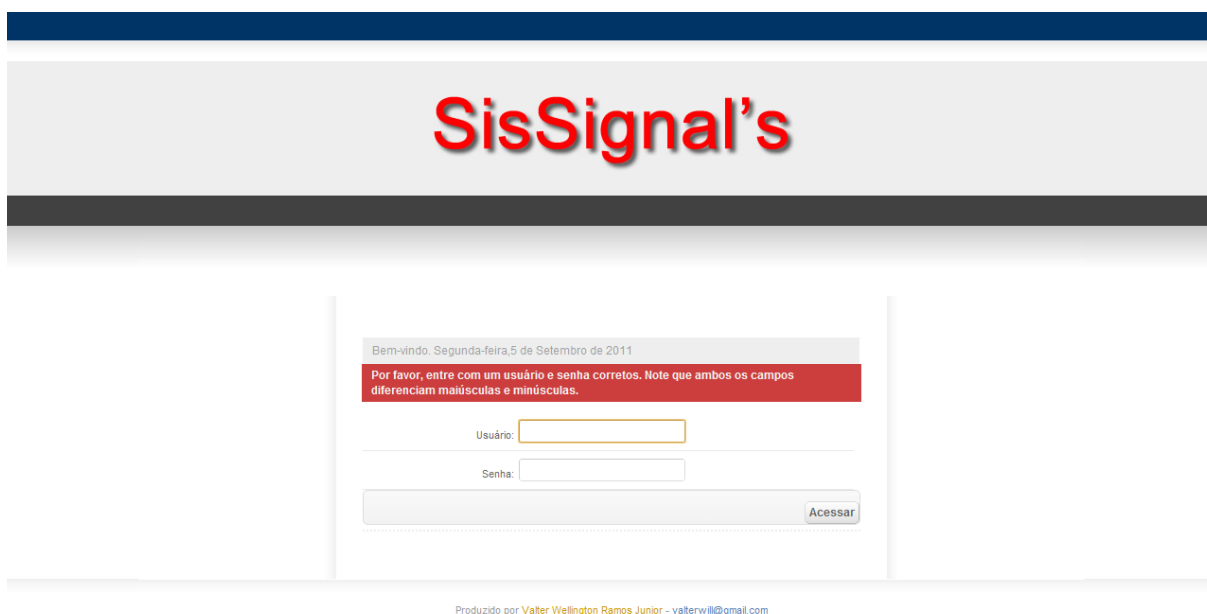 SisSignal's
Bem-vindo. Segunda-feira,5 de Setembro de 2011
Por favor, entre com um usuário e senha corretos. Note que ambos os campos
diferenciam maiúsculas e minúsculas.
Usuário:
Senha:
Acessar
Produzido por Valter Wellington Ramos Junior - valterwill@gmail.com